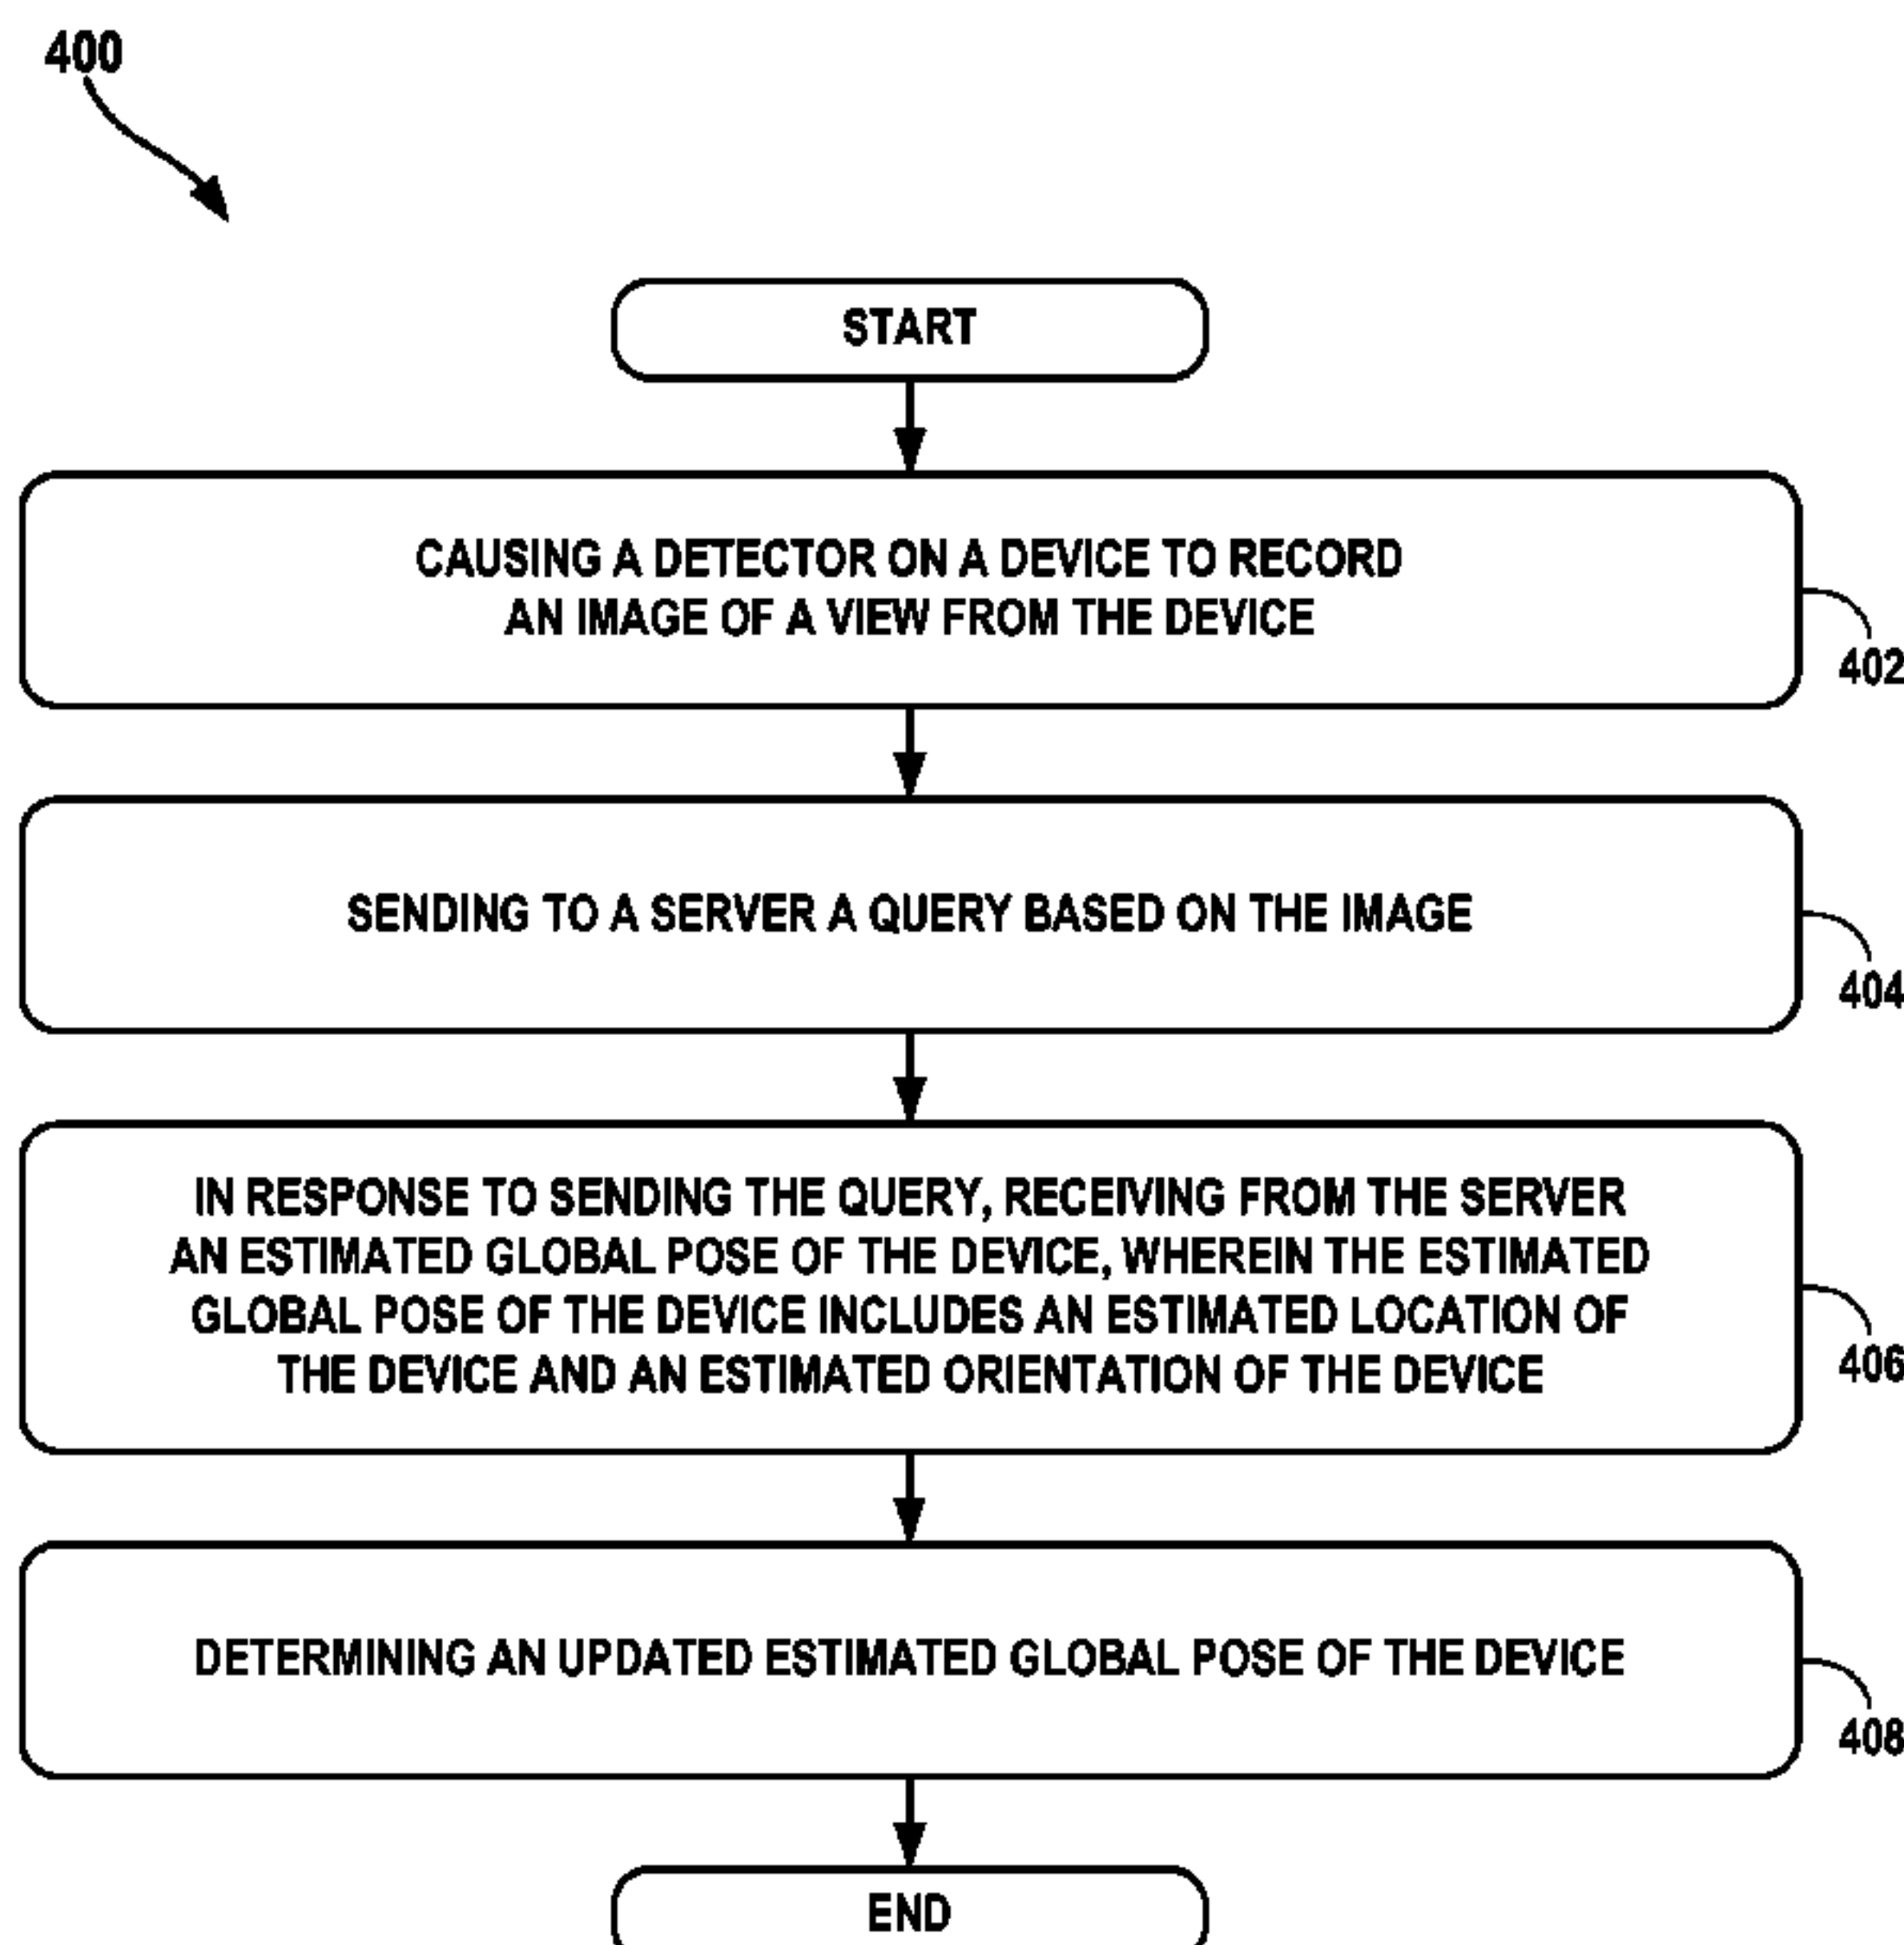 400
START
CAUSING A DETECTOR ON A DEVICE TO RECORD
AN IMAGE OF A VIEW FROM THE DEVICE
402
SENDING TO A SERVER A QUERY BASED ON THE IMAGE
404
IN RESPONSE TO SENDING THE QUERY, RECEIVING FROM THE SERVER
AN ESTIMATED GLOBAL POSE OF THE DEVICE, WHEREIN THE ESTIMATED
GLOBAL POSE OF THE DEVICE INCLUDES AN ESTIMATED LOCATION OF
THE DEVICE AND AN ESTIMATED ORIENTATION OF THE DEVICE
406
DETERMINING AN UPDATED ESTIMATED GLOBAL POSE OF THE DEVICE
408
END